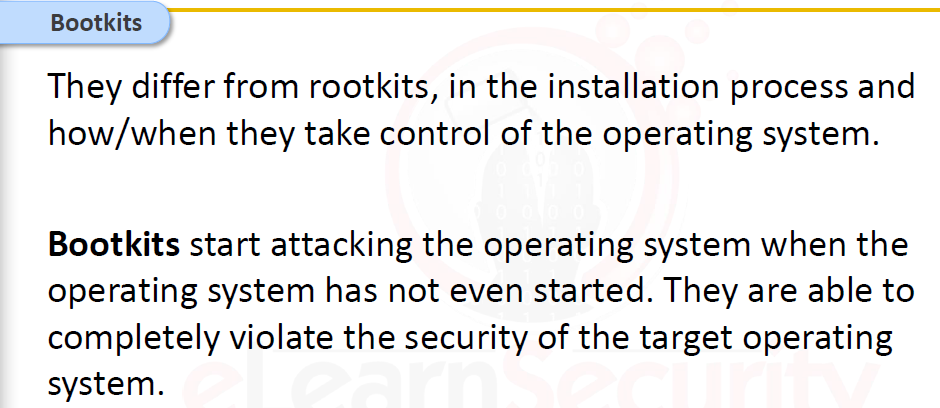 Bootkits
They differ from rootkits, in the installation process and
how/when they take control of the operating system.
Bootkits start attacking the operating system when the
operating system has not even started. They are able to
completely violate the security of the target operating
system.
eLearnSecurity